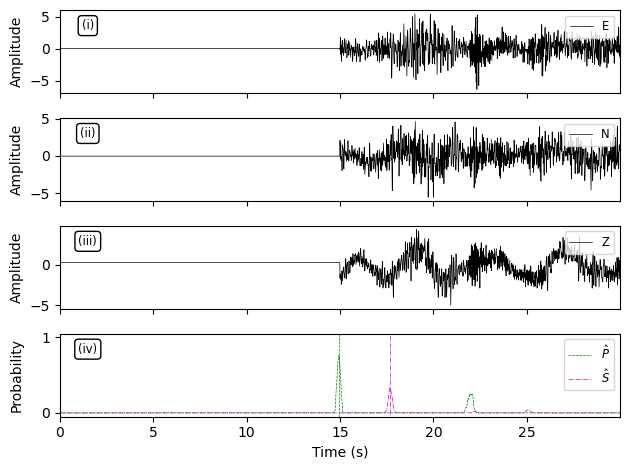 5
0
−5
Amplitude
(i)
E
5
0
−5
Amplitude
(ii)
N
0
−5
Amplitude
(iii)
Z
1
0
Probability
(iv)
P̂
Ŝ
0 5 10 15 20 25
Time (s)